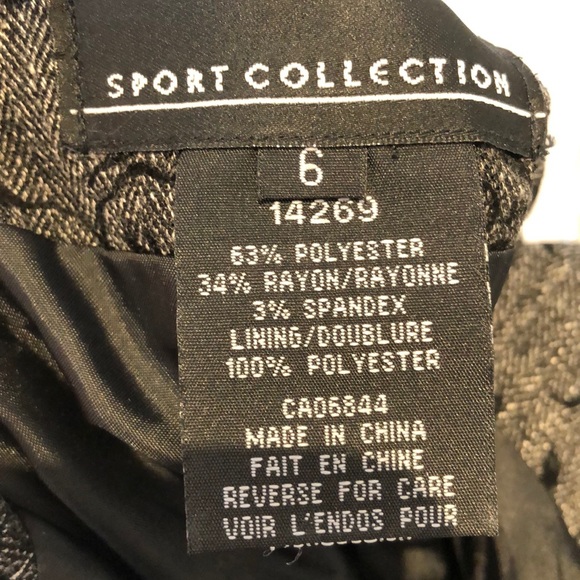 SPORT COLLECTION
6
14269
63% POLYESTER
34% RAYON/RAYONNE
3% SPANDEX
LINING/DOUBLURE
100% POLYESTER
CA06844
MADE IN CHINA
FAIT EN CHINE
REVERSE FOR CARE
VOIR L'ENDOS POUR